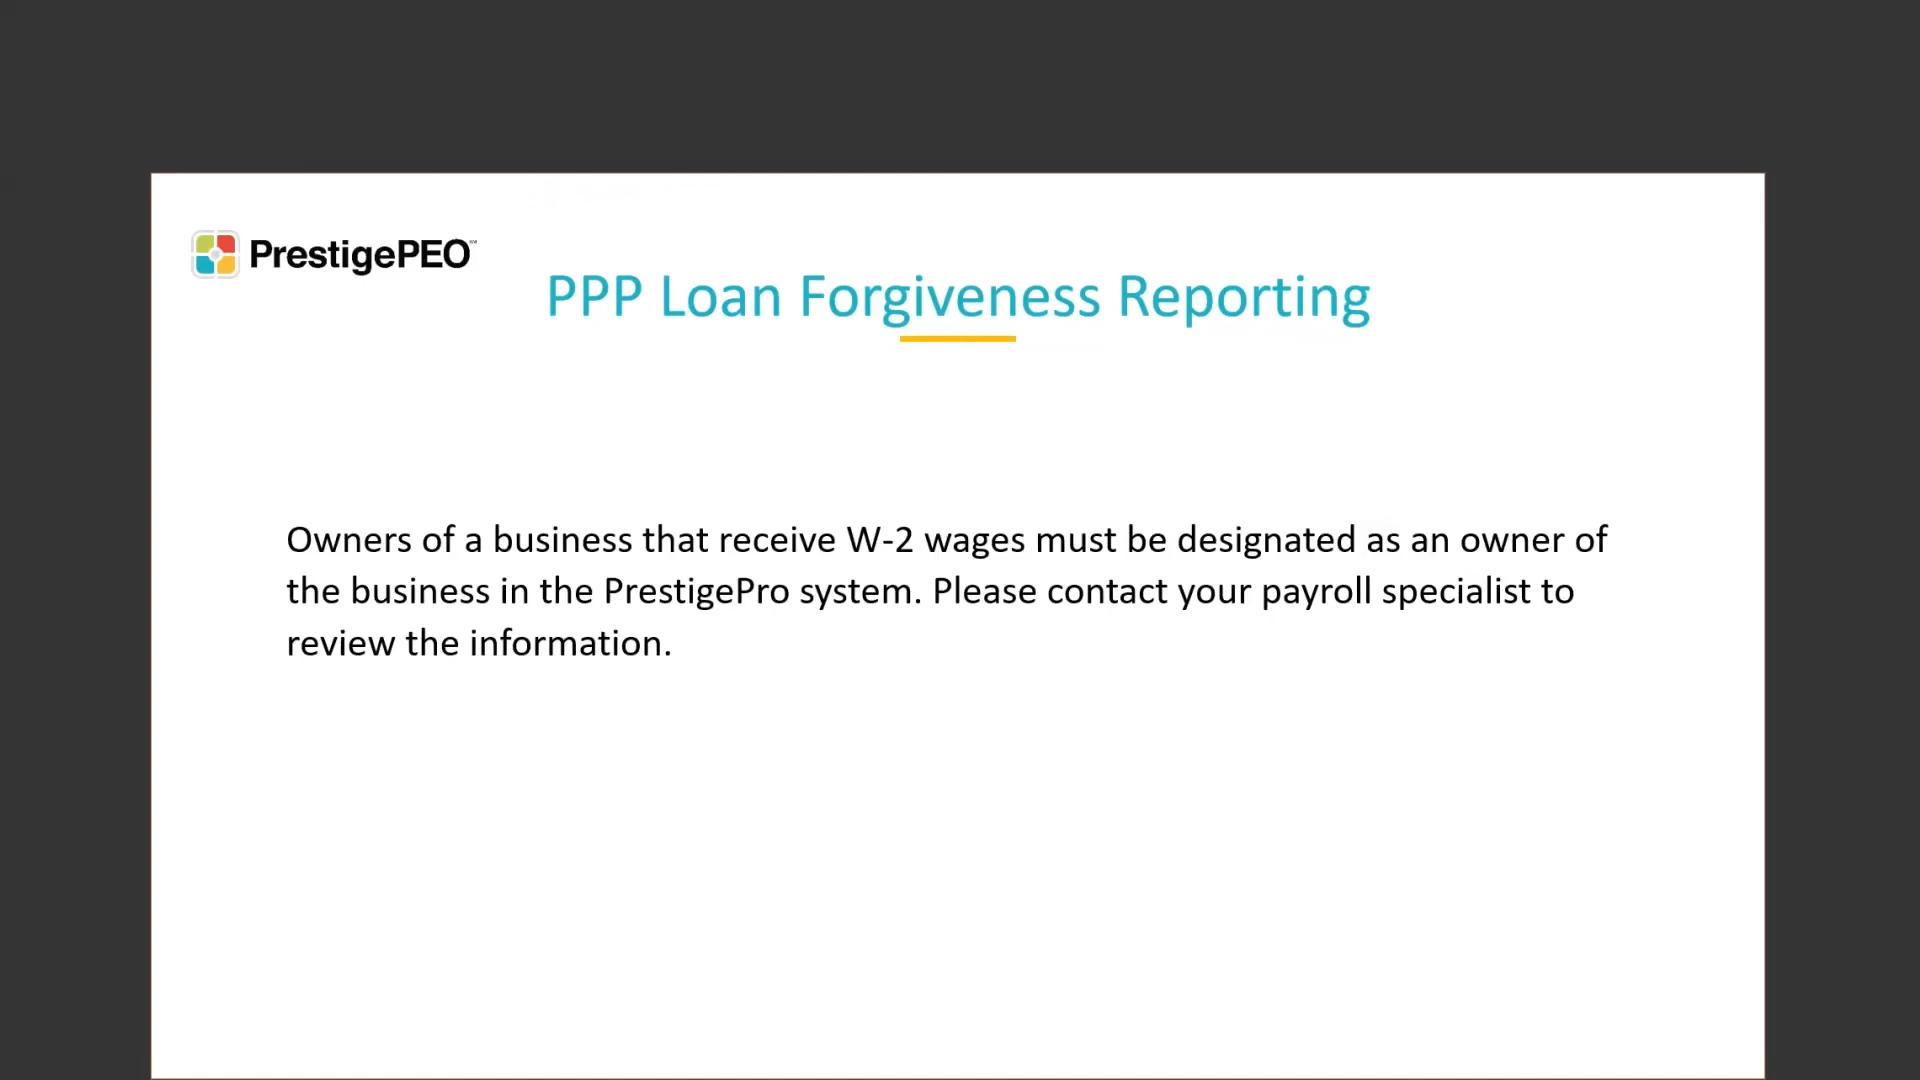 PrestigePEO
PPP Loan Forgiveness Reporting
Owners of a business that receive W-2 wages must be designated as an owner of
the business in the PrestigePro system. Please contact your payroll specialist to
review the information.